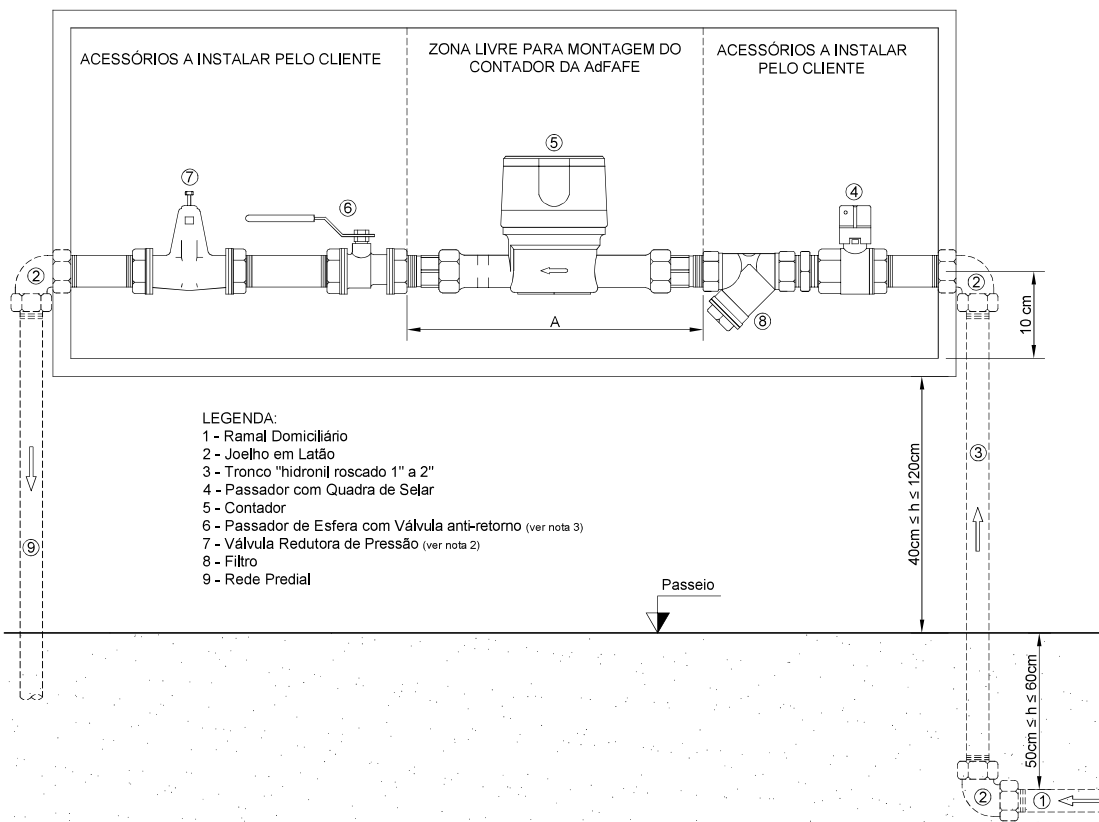 ACESSÓRIOS A INSTALAR PELO CLIENTE
ZONA LIVRE PARA MONTAGEM DO
CONTADOR DA AdFAFE
ACESSÓRIOS A INSTALAR
PELO CLIENTE
5
7
6
4
2
2
8
A
10 cm
LEGENDA:
1 - Ramal Domiciliário
2 - Joelho em Latão
3 - Tronco "hidronil roscado 1" a 2"
4 - Passador com Quadra de Selar
5 - Contador
6 - Passador de Esfera com Válvula anti-retorno (ver nota 3)
7 - Válvula Redutora de Pressão (ver nota 2)
8 - Filtro
9 - Rede Predial
9
3
40cm ≤ h ≤ 120cm
Passeio
50cm ≤ h ≤ 60cm
2
1